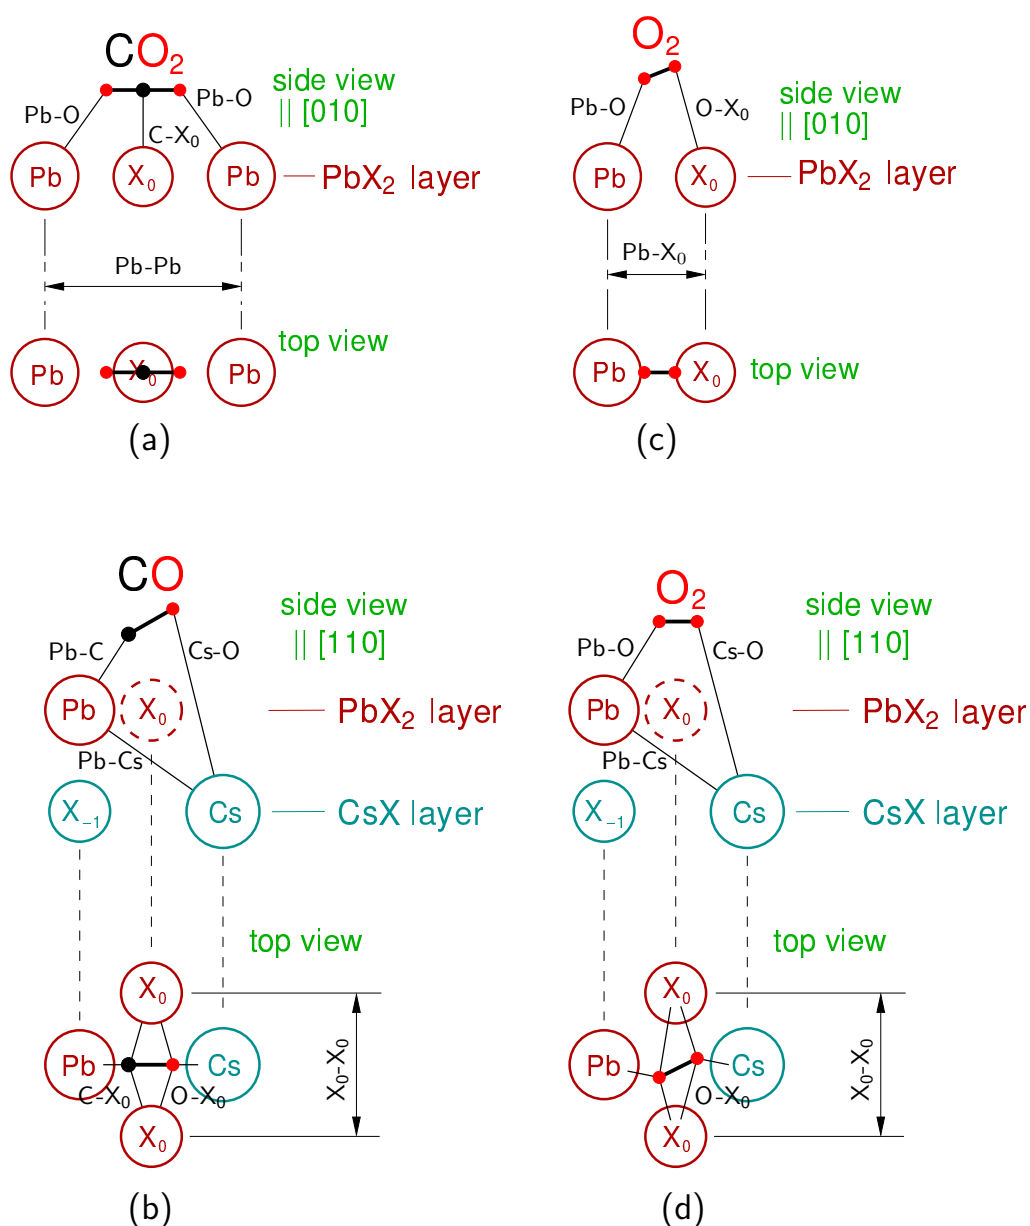 CO₂
side view
|| [010]
Pb-O
Pb-O
C-X₀
Pb
X₀
Pb
PbX₂ layer
Pb-Pb
top view
Pb
X₀
Pb
(a)
O₂
side view
|| [010]
Pb-O
O-X₀
Pb
X₀
PbX₂ layer
Pb-X₀
top view
Pb
X₀
(c)
CO
side view
|| [110]
Pb-C
Cs-O
Pb
X₀
PbX₂ layer
Pb-Cs
X₋₁
Cs
CsX layer
top view
X₀
X₀-X₀
Pb
Cs
C-X₀
O-X₀
X₀
(b)
O₂
side view
|| [110]
Pb-O
Cs-O
Pb
X₀
PbX₂ layer
Pb-Cs
X₋₁
Cs
CsX layer
top view
X₀
X₀-X₀
Pb
Cs
O-X₀
X₀
(d)